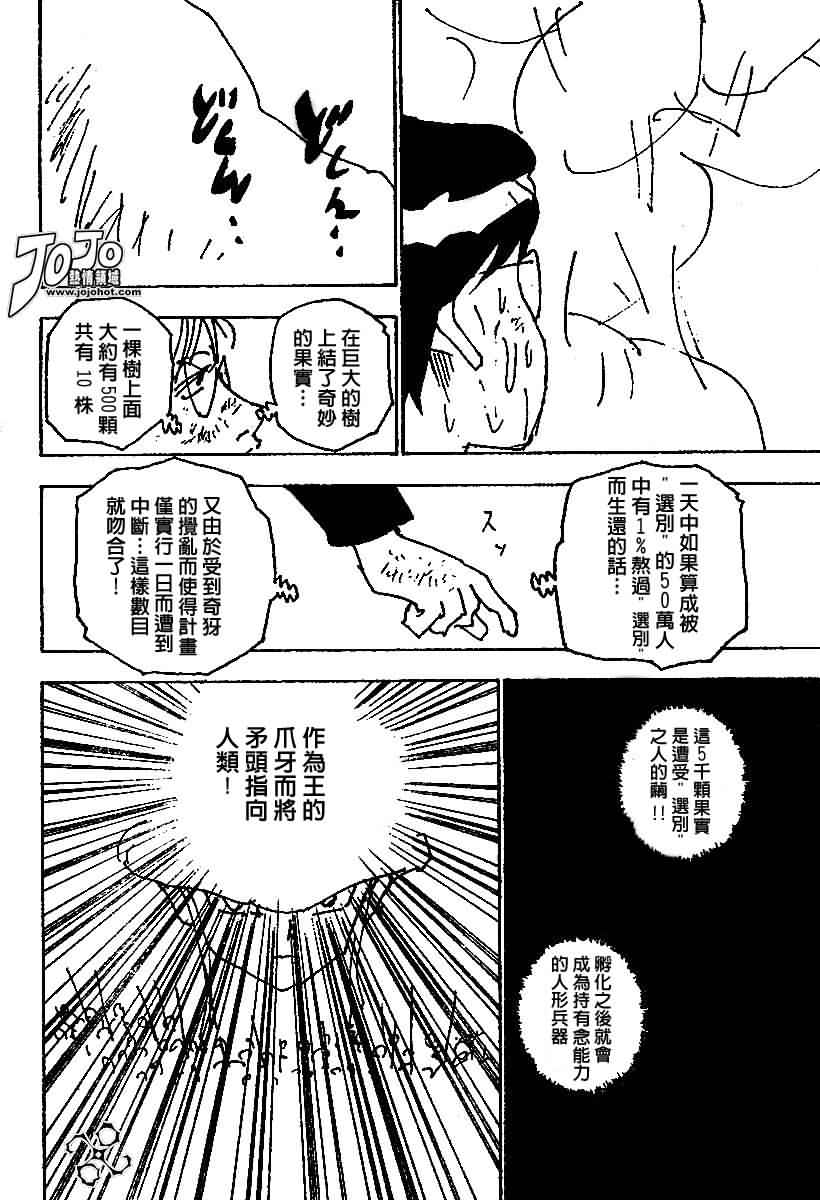 どくん…
どくん…
JOJO
熱情領域
www.jojohot.com
在巨大的樹
上結了奇妙
的果實…
一棵樹上面
大約有500顆
共有10株
一天中如果算成被
"選別"的50萬人
中有1%熬過"選別"
而生還的話…
スッ
又由於受到奇犽
的攪亂而使得計畫
僅實行一日而遭到
中斷…這樣數目
就吻合了!
這5千顆果實
是遭受"選別"
之人的繭!!
孵化之後就會
成為持有念能力
的人形兵器
作為王的
爪牙而將
矛頭指向
人類!